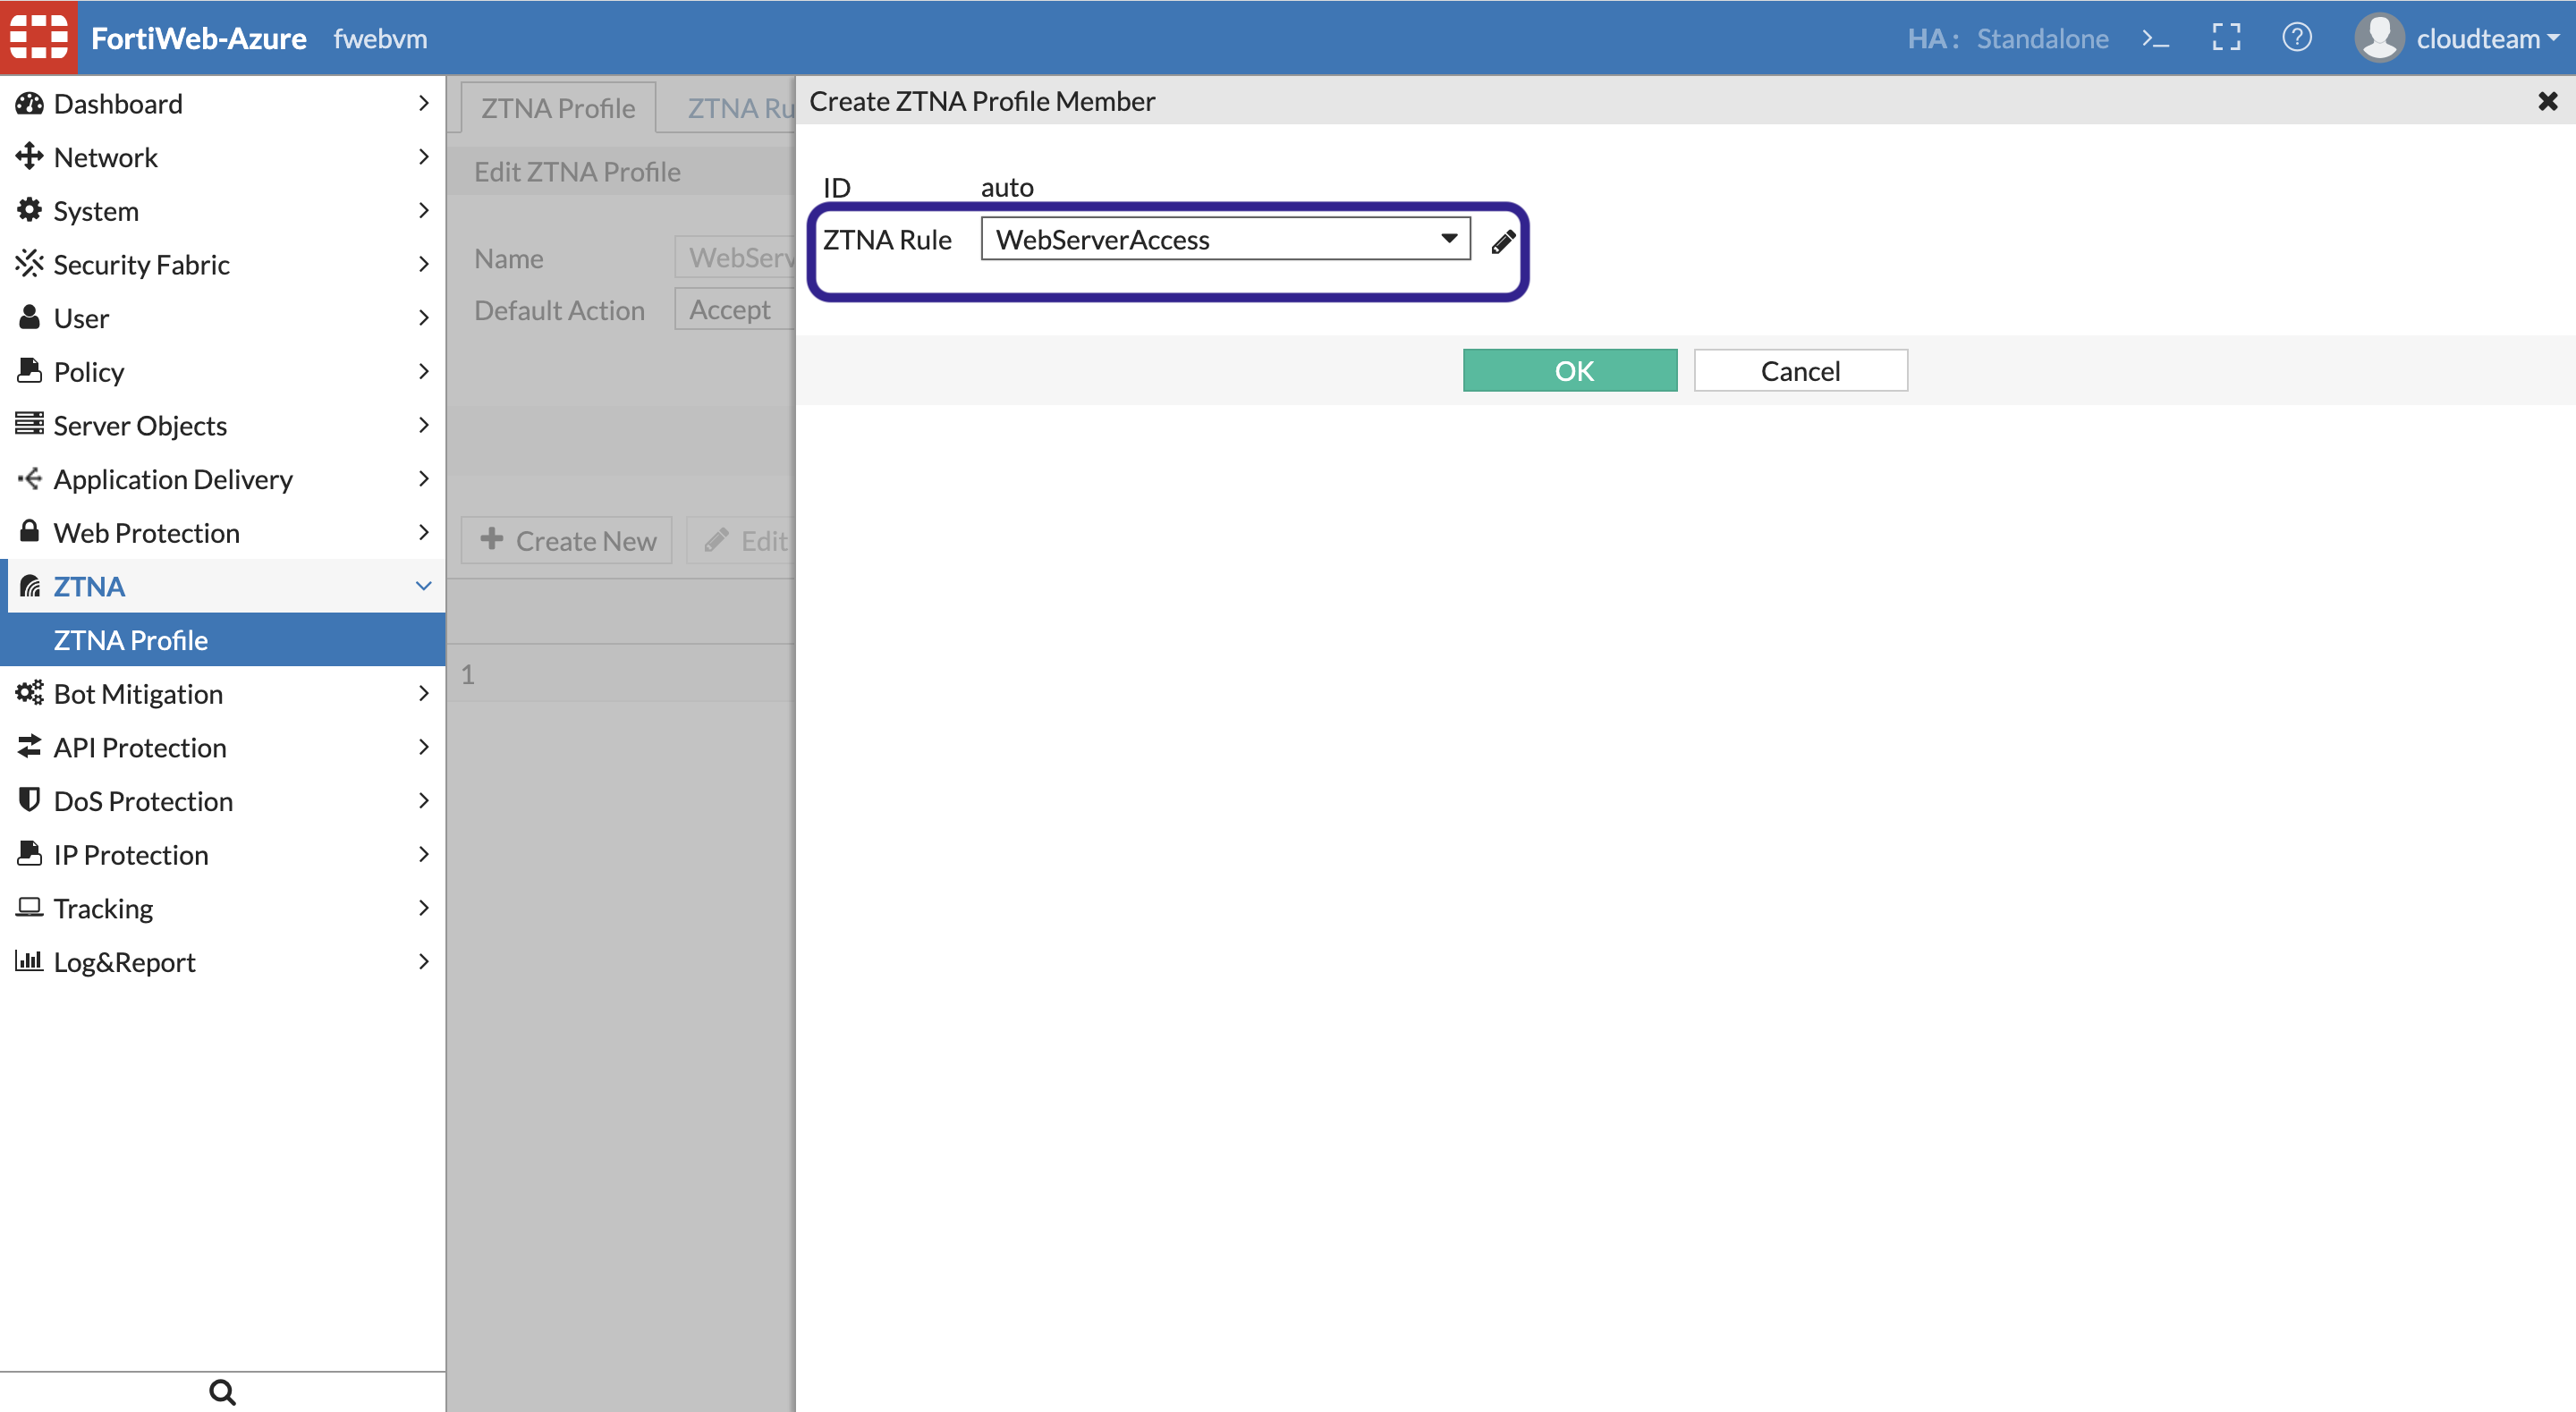 FortiWeb-Azure fwebvm HA: Standalone >_ ? cloudteam
Dashboard
Network
System
Security Fabric
User
Policy
Server Objects
Application Delivery
Web Protection
ZTNA
ZTNA Profile
Bot Mitigation
API Protection
DoS Protection
IP Protection
Tracking
Log&Report
ZTNA Profile ZTNA Ru
Edit ZTNA Profile
Name WebServ
Default Action Accept
Create New Edit
1
Create ZTNA Profile Member
ID auto
ZTNA Rule WebServerAccess
OK Cancel